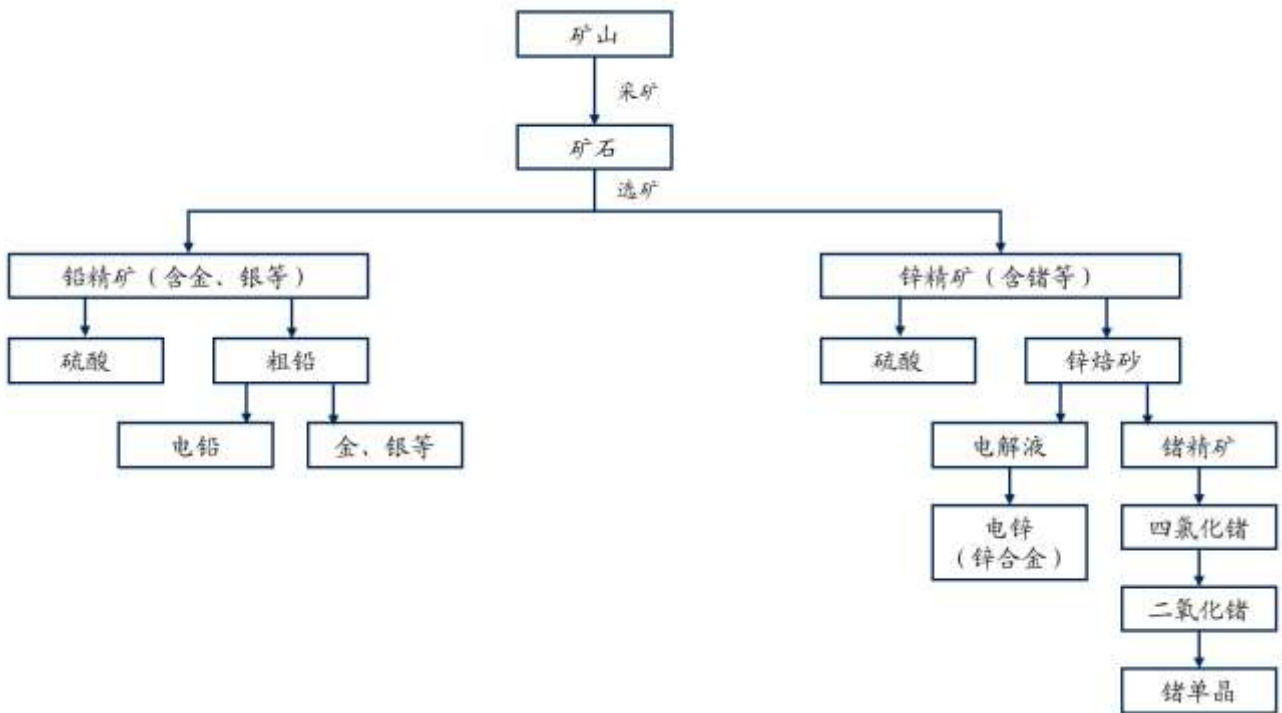 矿山
采矿
矿石
选矿
铅精矿（含金、银等）
锌精矿（含锗等）
硫酸
粗铅
硫酸
锌焙砂
电铅
金、银等
电解液
锗精矿
电锌
（锌合金）
四氯化锗
二氧化锗
锗单晶